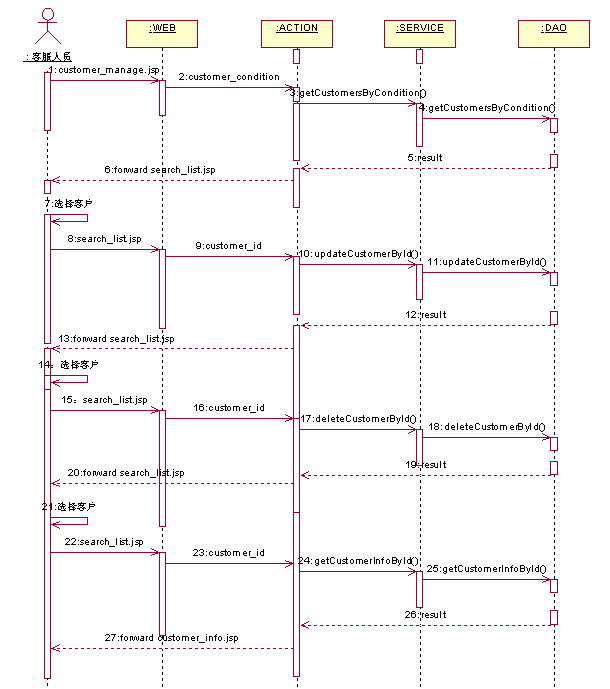 :WEB
:ACTION
:SERVICE
:DAO
: 客服人员
1:customer_manage.jsp
2:customer_condition
3:getCustomersByCondition()
4:getCustomersByCondition()
5:result
6:forward search_list.jsp
7:选择客户
8:search_list.jsp
9:customer_id
10:updateCustomerById()
11:updateCustomerById()
12:result
13:forward search_list.jsp
14：选择客户
15：search_list.jsp
16:customer_id
17:deleteCustomerById()
18:deleteCustomerById()
19:result
20:forward search_list.jsp
21:选择客户
22:search_list.jsp
23:customer_id
24:getCustomerInfoById()
25:getCustomerInfoById()
26:result
27:forward customer_info.jsp